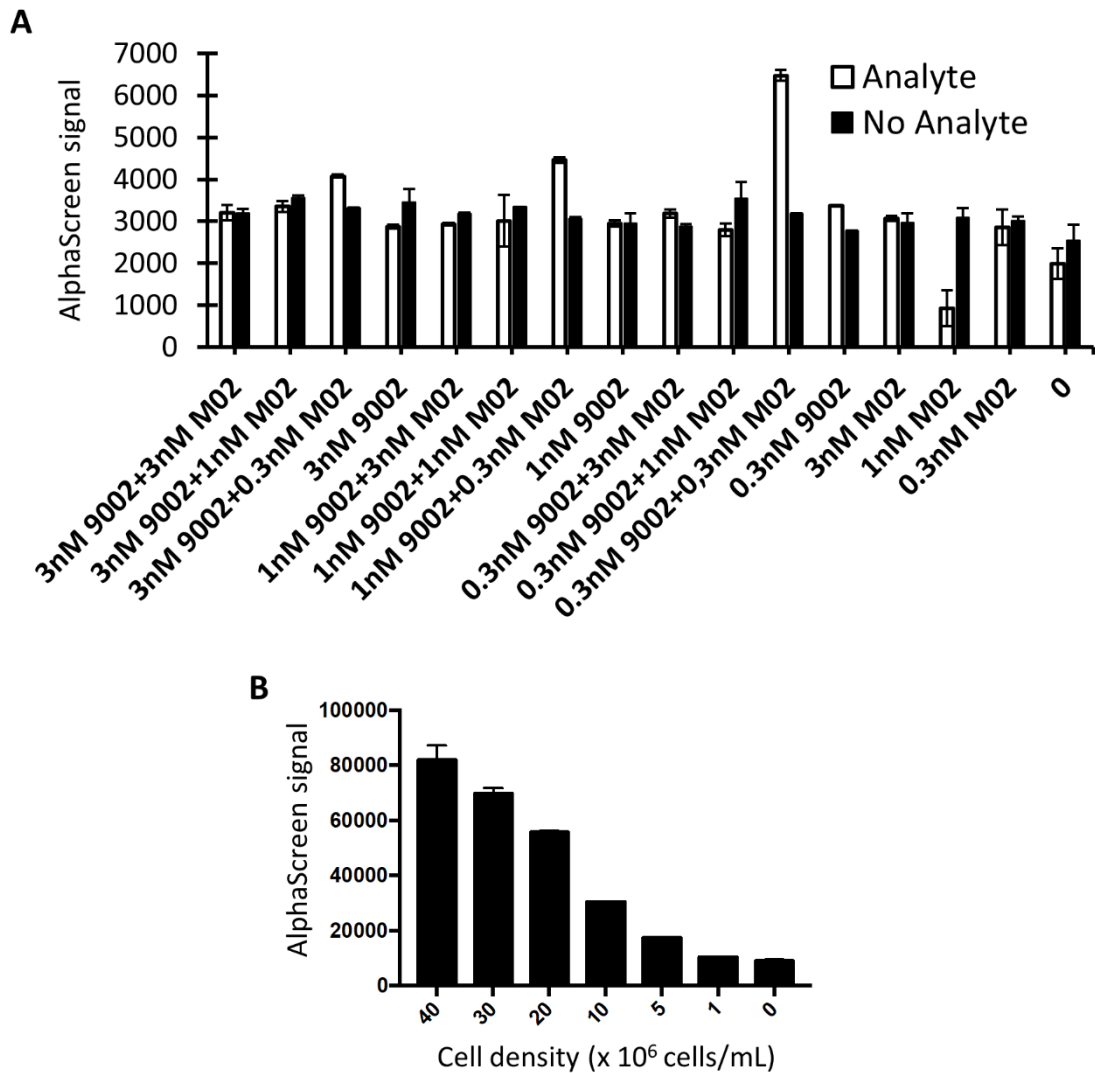 A
AlphaScreen signal
7000
6000
5000
4000
3000
2000
1000
0
Analyte
No Analyte
3nM 9002+3nM M02
3nM 9002+1nM M02
3nM 9002+0.3nM M02
3nM 9002
1nM 9002+3nM M02
1nM 9002+1nM M02
1nM 9002+0.3nM M02
1nM 9002
0.3nM 9002+3nM M02
0.3nM 9002+1nM M02
0.3nM 9002+0,3nM M02
0.3nM 9002
3nM M02
1nM M02
0.3nM M02
0
B
AlphaScreen signal
100000
80000
60000
40000
20000
0
40
30
20
10
5
1
0
Cell density (x 10⁶ cells/mL)